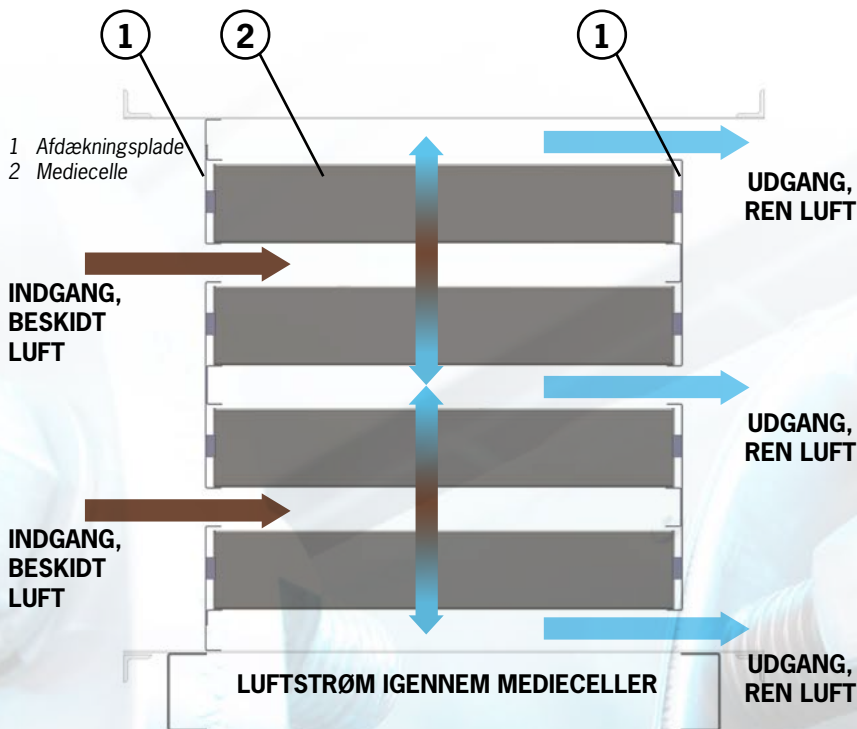 1
2
1
1 Afdækningsplade
2 Mediecelle
UDGANG,
REN LUFT
INDGANG,
BESKIDT
LUFT
UDGANG,
REN LUFT
INDGANG,
BESKIDT
LUFT
UDGANG,
REN LUFT
LUFTSTRØM IGENNEM MEDIECELLER